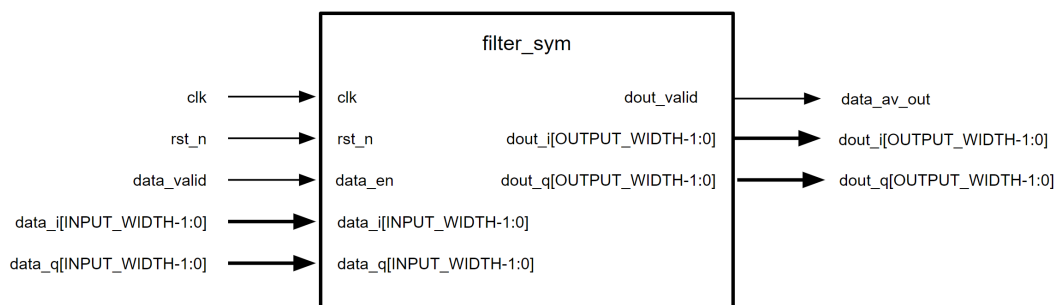 filter_sym
clk clk dout_valid data_av_out
rst_n rst_n dout_i[OUTPUT_WIDTH-1:0] dout_i[OUTPUT_WIDTH-1:0]
data_valid data_en dout_q[OUTPUT_WIDTH-1:0] dout_q[OUTPUT_WIDTH-1:0]
data_i[INPUT_WIDTH-1:0] data_i[INPUT_WIDTH-1:0]
data_q[INPUT_WIDTH-1:0] data_q[INPUT_WIDTH-1:0]